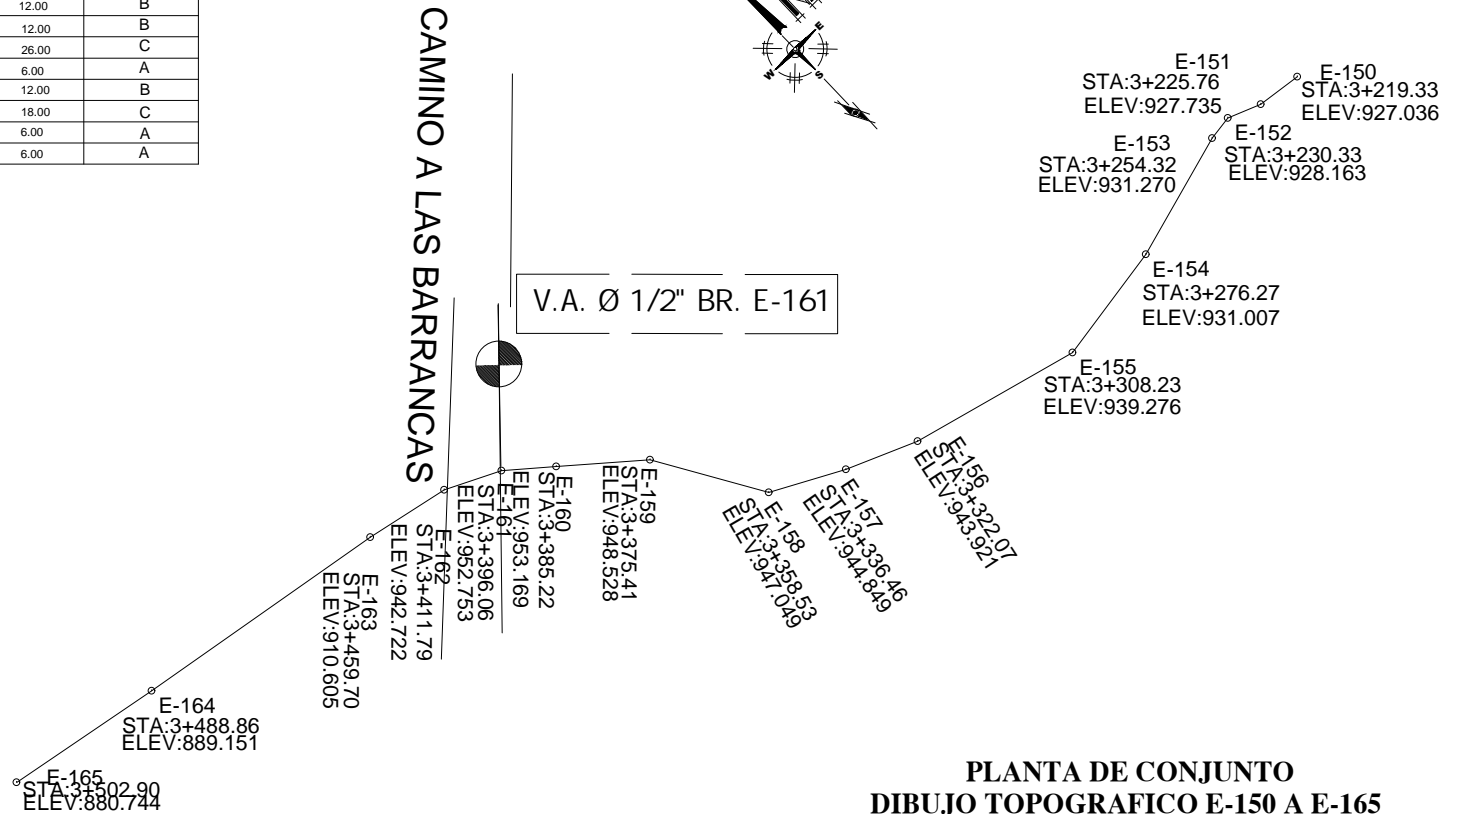 12.00 B
12.00 B
26.00 C
6.00 A
12.00 B
18.00 C
6.00 A
6.00 A
CAMINO A LAS BARRANCAS
E
W
S
V.A. Ø 1/2" BR. E-161
E-150
STA:3+219.33
ELEV:927.036
E-151
STA:3+225.76
ELEV:927.735
E-152
STA:3+230.33
ELEV:928.163
E-153
STA:3+254.32
ELEV:931.270
E-154
STA:3+276.27
ELEV:931.007
E-155
STA:3+308.23
ELEV:939.276
E-156
STA:3+322.07
ELEV:943.921
E-157
STA:3+336.46
ELEV:944.849
E-158
STA:3+358.53
ELEV:947.049
E-159
STA:3+375.41
ELEV:948.528
E-160
STA:3+385.22
ELEV:953.169
E-161
STA:3+396.06
ELEV:952.753
E-162
STA:3+411.79
ELEV:942.722
E-163
STA:3+459.70
ELEV:910.605
E-164
STA:3+488.86
ELEV:889.151
E-165
STA:3+502.90
ELEV:880.744
PLANTA DE CONJUNTO
DIBUJO TOPOGRAFICO E-150 A E-165